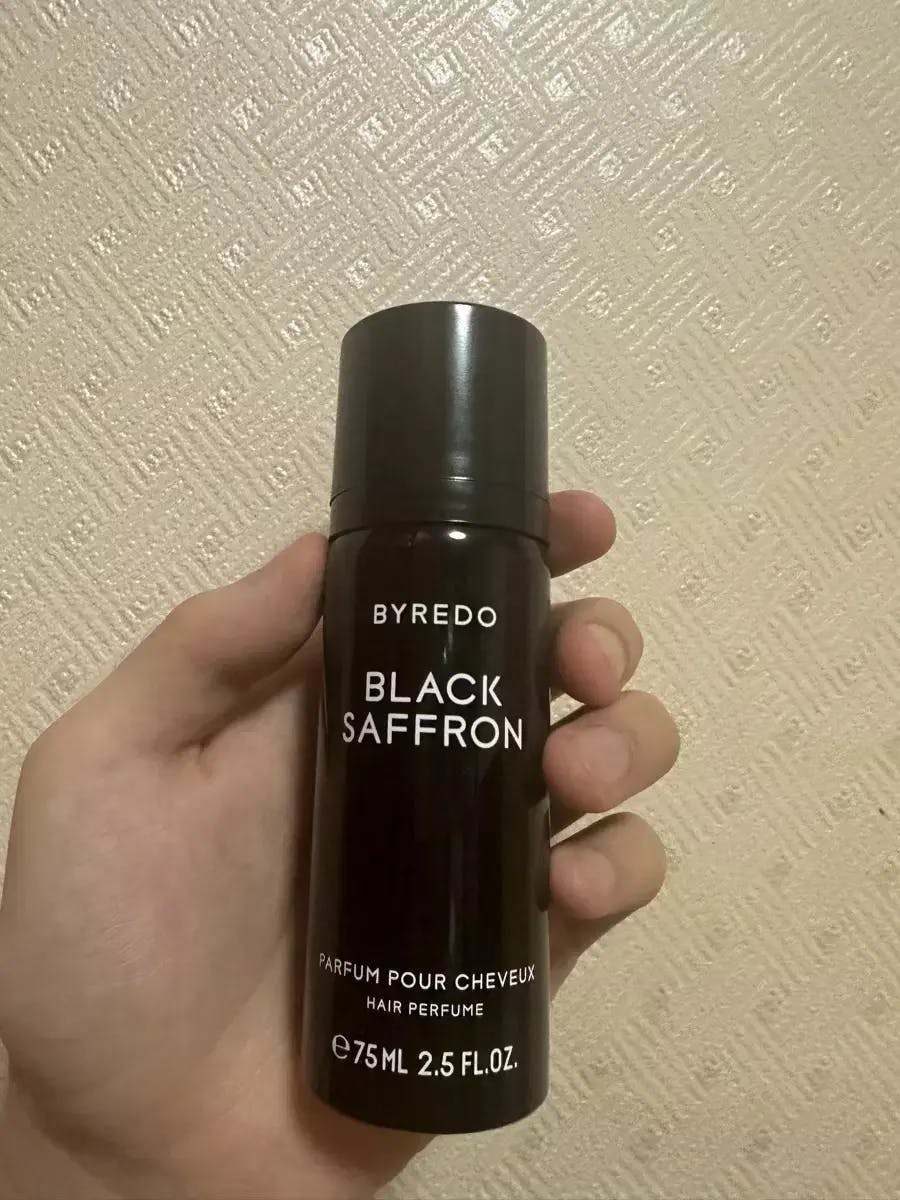 BYREDO
BLACK
SAFFRON
PARFUM POUR CHEVEUX
HAIR PERFUME
℮75ML 2.5 FL.OZ.